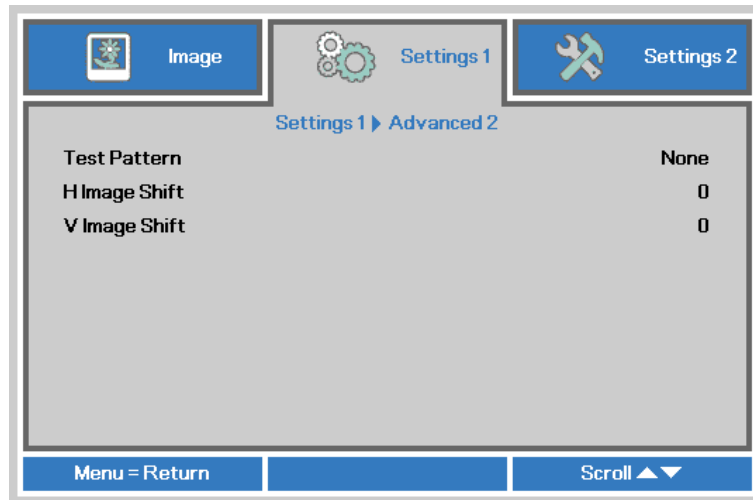 Image Settings 1 Settings 2
Settings 1 ▶ Advanced 2
Test Pattern None
H Image Shift 0
V Image Shift 0
Menu = Return Scroll ▲▼